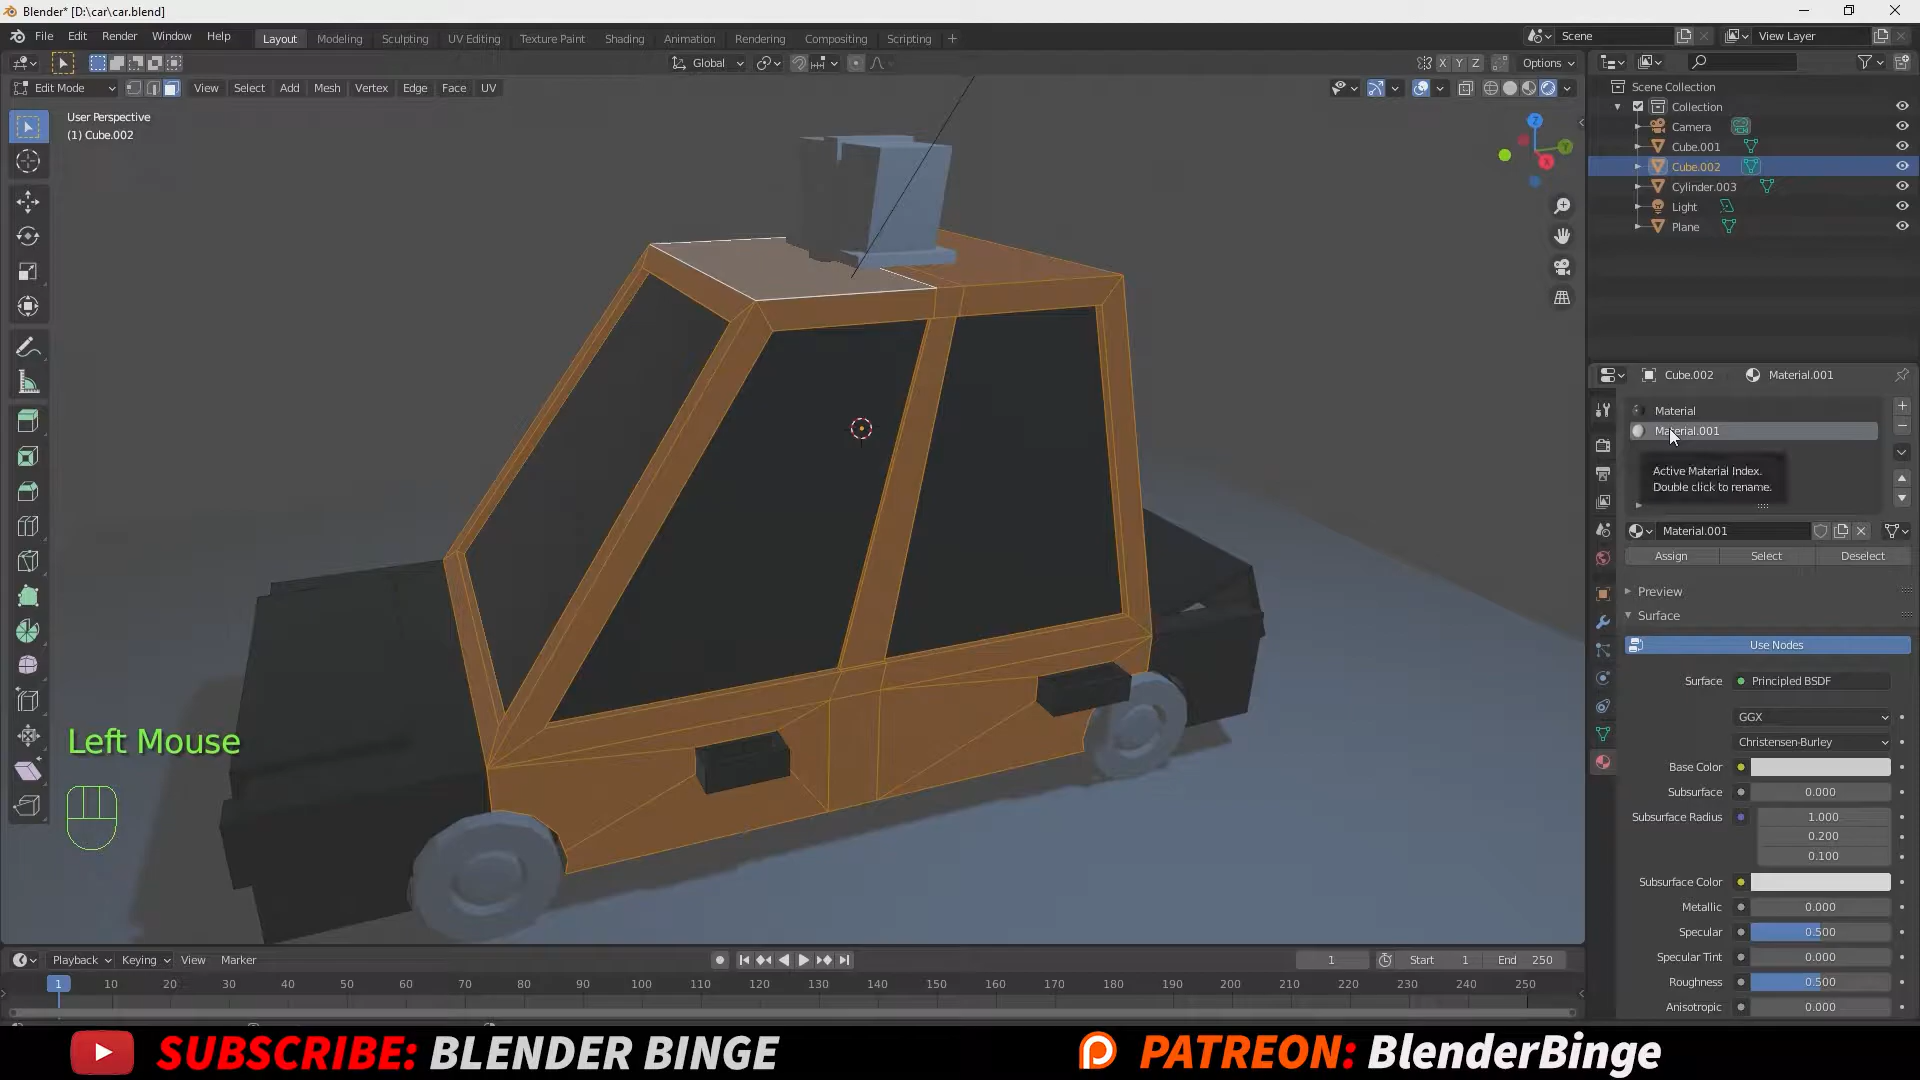 Blender* [D:\car\car.blend]
File Edit Render Window Help Layout Modeling Sculpting UV Editing Texture Paint Shading Animation Rendering Compositing Scripting + Scene View Layer
Global X Y Z Options
Edit Mode View Select Add Mesh Vertex Edge Face UV
User Perspective
(1) Cube.002
Z
Y
X
Scene Collection
Collection
Camera
Cube.001
Cube.002
Cylinder.003
Light
Plane
Cube.002 Material.001
Material
Material.001
Active Material Index.
Double click to rename.
Material.001
Assign Select Deselect
Preview
Surface
Use Nodes
Surface Principled BSDF
GGX
Christensen-Burley
Base Color
Subsurface 0.000
Subsurface Radius 1.000
0.200
0.100
Subsurface Color
Metallic 0.000
Specular 0.500
Specular Tint 0.000
Roughness 0.500
Anisotropic 0.000
Left Mouse
Playback Keying View Marker 1 Start 1 End 250
1 10 20 30 40 50 60 70 80 90 100 110 120 130 140 150 160 170 180 190 200 210 220 230 240 250
SUBSCRIBE: BLENDER BINGE PATREON: BlenderBinge